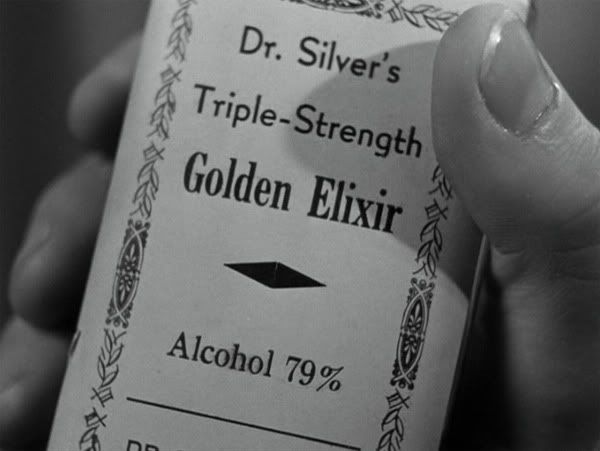 Dr. Silver's
Triple-Strength
Golden Elixir
Alcohol 79%